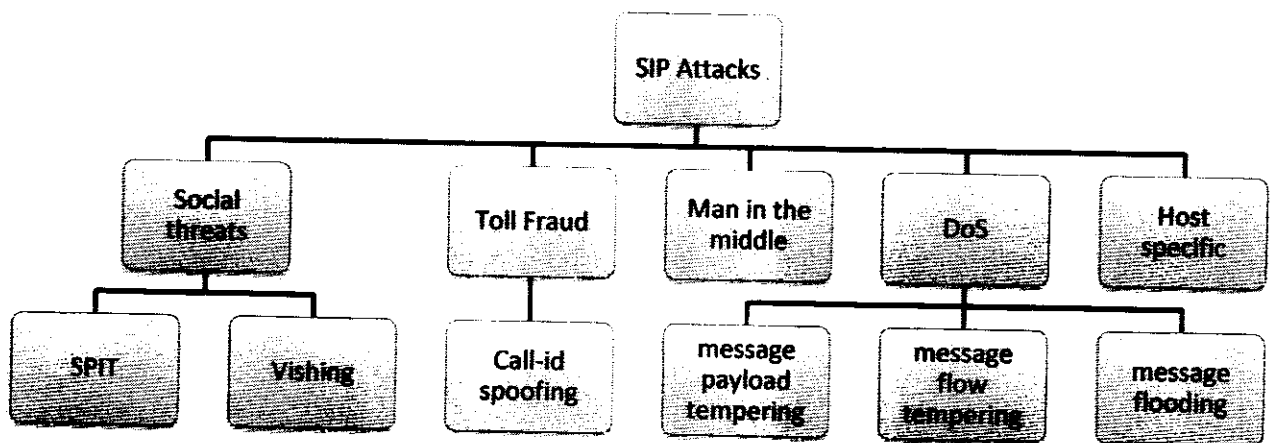 SIP Attacks
Social
threats
Toll Fraud
Man in the
middle
DoS
Host
specific
SPIT
Vishing
Call-id
spoofing
message
payload
tempering
message
flow
tempering
message
flooding